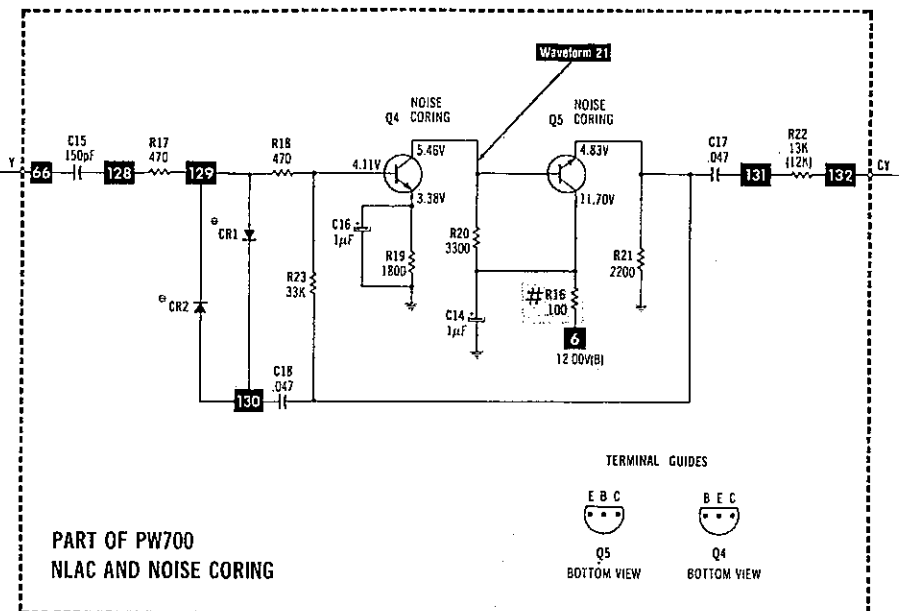 Waveform 21
NOISE
CORING
Q4
NOISE
CORING
Q5
C15
150pF
R17
470
R18
470
4.11V
5.46V
3.38V
4.83V
11.70V
C17
.047
R22
13K
(12K)
Y
66
128
129
131
132
CY
CR1
CR2
C16
1µF
R19
1800
R20
3300
R21
2200
R23
33K
C14
1µF
#
R16
100
6
12.00V(B)
C18
.047
130
TERMINAL GUIDES
E B C
B E C
Q5
BOTTOM VIEW
Q4
BOTTOM VIEW
PART OF PW700
NLAC AND NOISE CORING